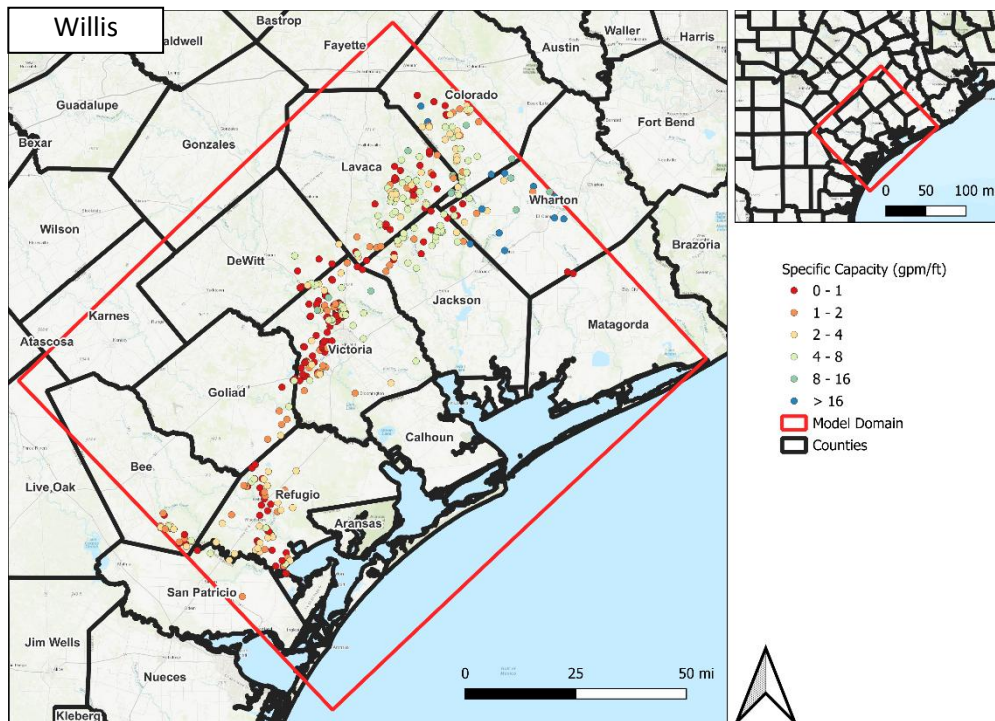 Willis
Bastrop
Caldwell
Fayette
Waller
Austin
Harris
Guadalupe
Colorado
Fort Bend
Bexar
Gonzales
Lavaca
Wharton
Wilson
Brazoria
DeWitt
Jackson
Karnes
Matagorda
Atascosa
Victoria
Goliad
Calhoun
Bee
Live Oak
Refugio
Aransas
San Patricio
Jim Wells
Nueces
Kleberg
0 25 50 mi
0 50 100 mi
Specific Capacity (gpm/ft)
0 - 1
1 - 2
2 - 4
4 - 8
8 - 16
> 16
Model Domain
Counties